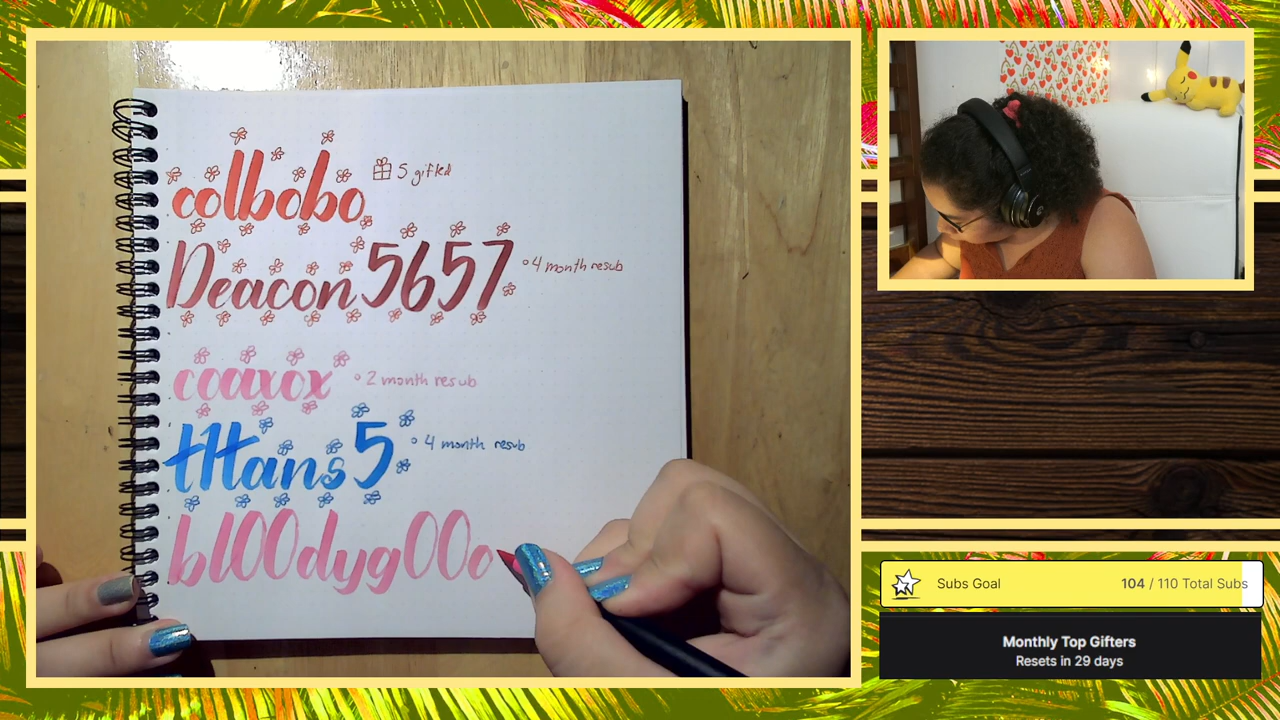 colbobo 5 gifted
Deacon5657 4 month resub
coaxox 2 month resub
tHans5 4 month resub
bl00dyg00o
Subs Goal 104 / 110 Total Subs
Monthly Top Gifters
Resets in 29 days